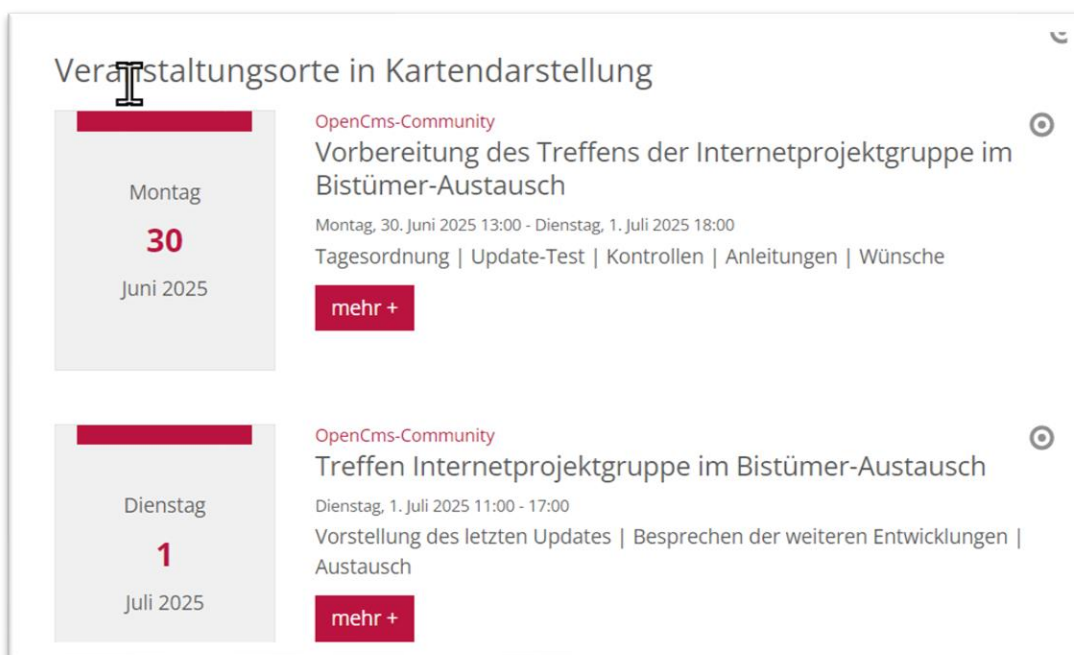 Veranstaltungsorte in Kartendarstellung
Montag
30
Juni 2025
OpenCms-Community
Vorbereitung des Treffens der Internetprojektgruppe im
Bistümer-Austausch
Montag, 30. Juni 2025 13:00 - Dienstag, 1. Juli 2025 18:00
Tagesordnung | Update-Test | Kontrollen | Anleitungen | Wünsche
mehr +
Dienstag
1
Juli 2025
OpenCms-Community
Treffen Internetprojektgruppe im Bistümer-Austausch
Dienstag, 1. Juli 2025 11:00 - 17:00
Vorstellung des letzten Updates | Besprechen der weiteren Entwicklungen |
Austausch
mehr +